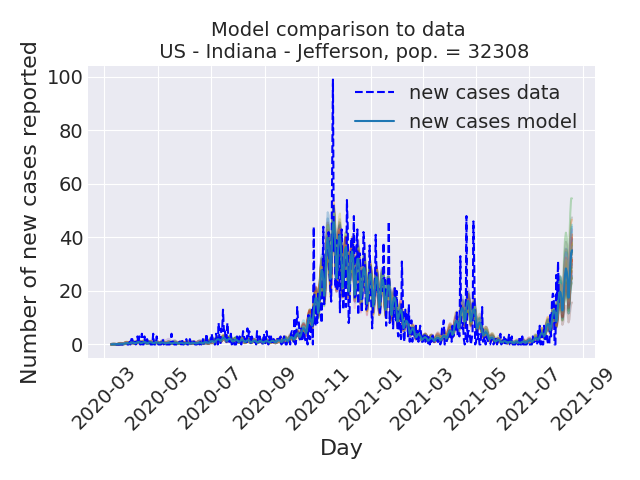 Model comparison to data
US - Indiana - Jefferson, pop. = 32308
Number of new cases reported
100
80
60
40
20
0
new cases data
new cases model
2020-03
2020-05
2020-07
2020-09
2020-11
2021-01
2021-03
2021-05
2021-07
2021-09
Day